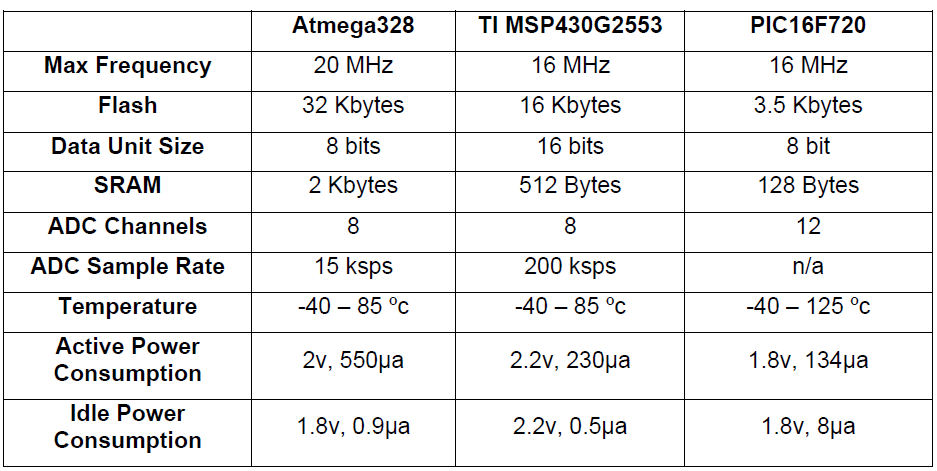 Atmega328 TI MSP430G2553 PIC16F720
Max Frequency 20 MHz 16 MHz 16 MHz
Flash 32 Kbytes 16 Kbytes 3.5 Kbytes
Data Unit Size 8 bits 16 bits 8 bit
SRAM 2 Kbytes 512 Bytes 128 Bytes
ADC Channels 8 8 12
ADC Sample Rate 15 ksps 200 ksps n/a
Temperature -40 – 85 ºc -40 – 85 ºc -40 – 125 ºc
Active Power
Consumption 2v, 550µa 2.2v, 230µa 1.8v, 134µa
Idle Power
Consumption 1.8v, 0.9µa 2.2v, 0.5µa 1.8v, 8µa